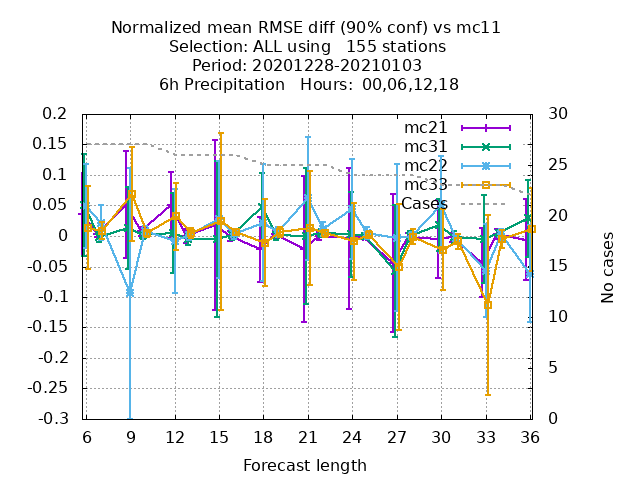 Normalized mean RMSE diff (90% conf) vs mc11
Selection: ALL using   155 stations
Period: 20201228-20210103
6h Precipitation   Hours:  00,06,12,18
0.2
0.15
0.1
0.05
0
-0.05
-0.1
-0.15
-0.2
-0.25
-0.3
mc21
mc31
mc22
mc33
Cases
30
25
20
15
10
5
0
No cases
6 9 12 15 18 21 24 27 30 33 36
Forecast length